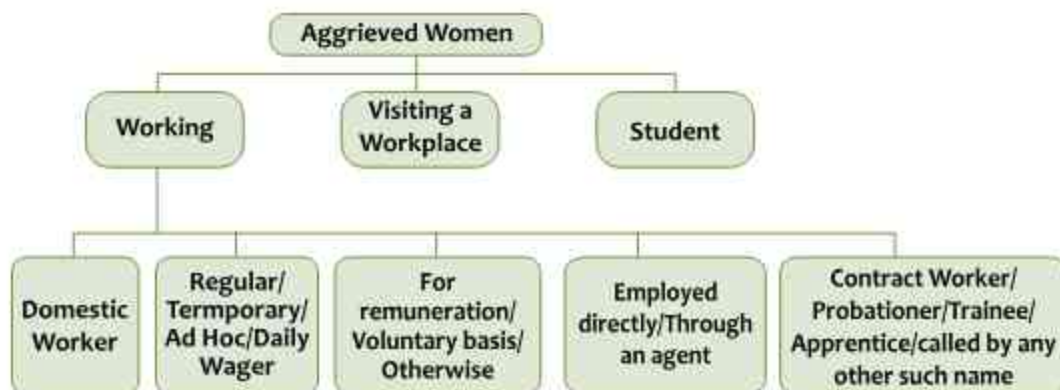 Aggrieved Women
Working
Visiting a
Workplace
Student
Domestic
Worker
Regular/
Termporary/
Ad Hoc/Daily
Wager
For
remuneration/
Voluntary basis/
Otherwise
Employed
directly/Through
an agent
Contract Worker/
Probationer/Trainee/
Apprentice/called by any
other such name